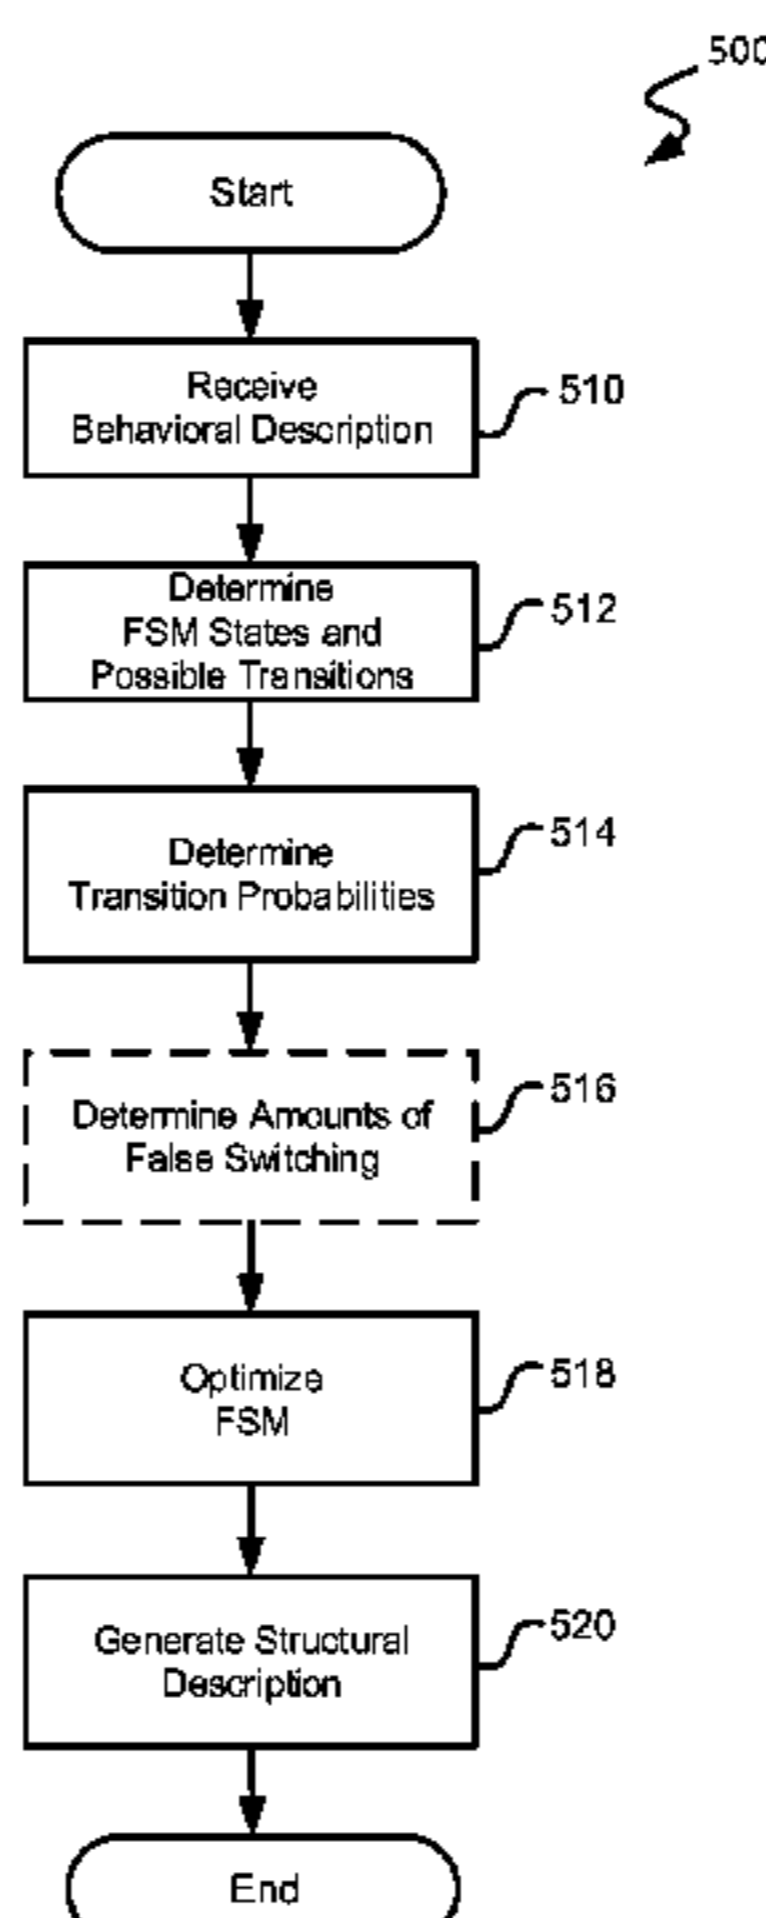 500
Start
Receive
Behavioral Description
510
Determine
FSM States and
Possible Transitions
512
Determine
Transition Probabilities
514
Determine Amounts of
False Switching
516
Optimize
FSM
518
Generate Structural
Description
520
End